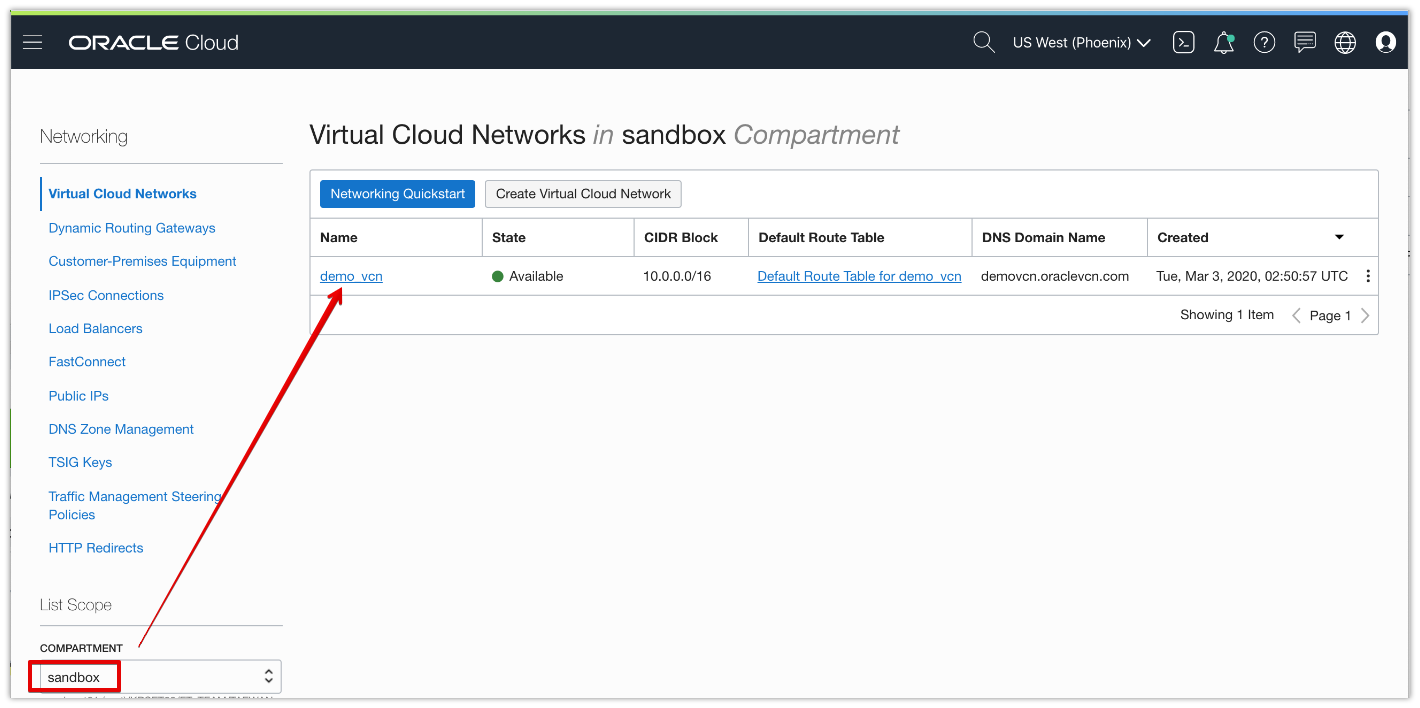 ORACLE Cloud
US West (Phoenix)
Networking
Virtual Cloud Networks
Dynamic Routing Gateways
Customer-Premises Equipment
IPSec Connections
Load Balancers
FastConnect
Public IPs
DNS Zone Management
TSIG Keys
Traffic Management Steering
Policies
HTTP Redirects
List Scope
COMPARTMENT
sandbox
Virtual Cloud Networks in sandbox Compartment
Networking Quickstart Create Virtual Cloud Network
Name State CIDR Block Default Route Table DNS Domain Name Created
demo_vcn Available 10.0.0.0/16 Default Route Table for demo_vcn demovcn.oraclevcn.com Tue, Mar 3, 2020, 02:50:57 UTC
Showing 1 Item Page 1